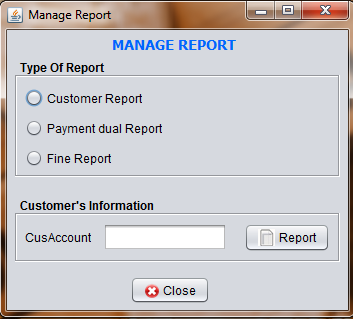 Manage Report
MANAGE REPORT
Type Of Report
Customer Report
Payment dual Report
Fine Report
Customer's Information
CusAccount
Report
Close